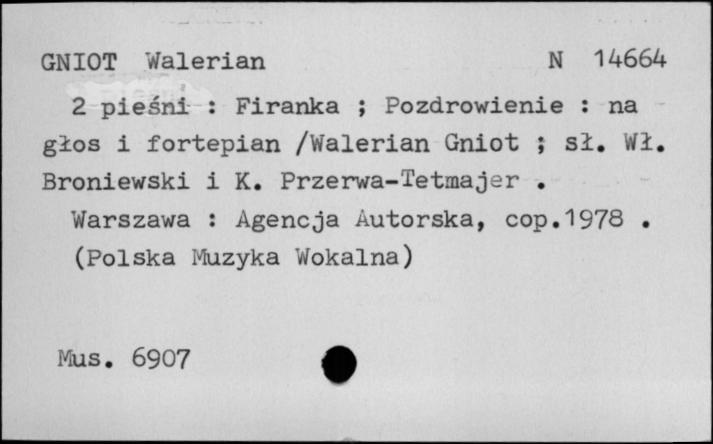 GNIOT Walerian N 14664
2 pieśni : Firanka ; Pozdrowienie : na
głos i fortepian /Walerian Gniot ; sł. Wł.
Broniewski i K. Przerwa-Tetmajer .
Warszawa : Agencja Autorska, cop.1978 .
(Polska Muzyka Wokalna)
Mus. 6907